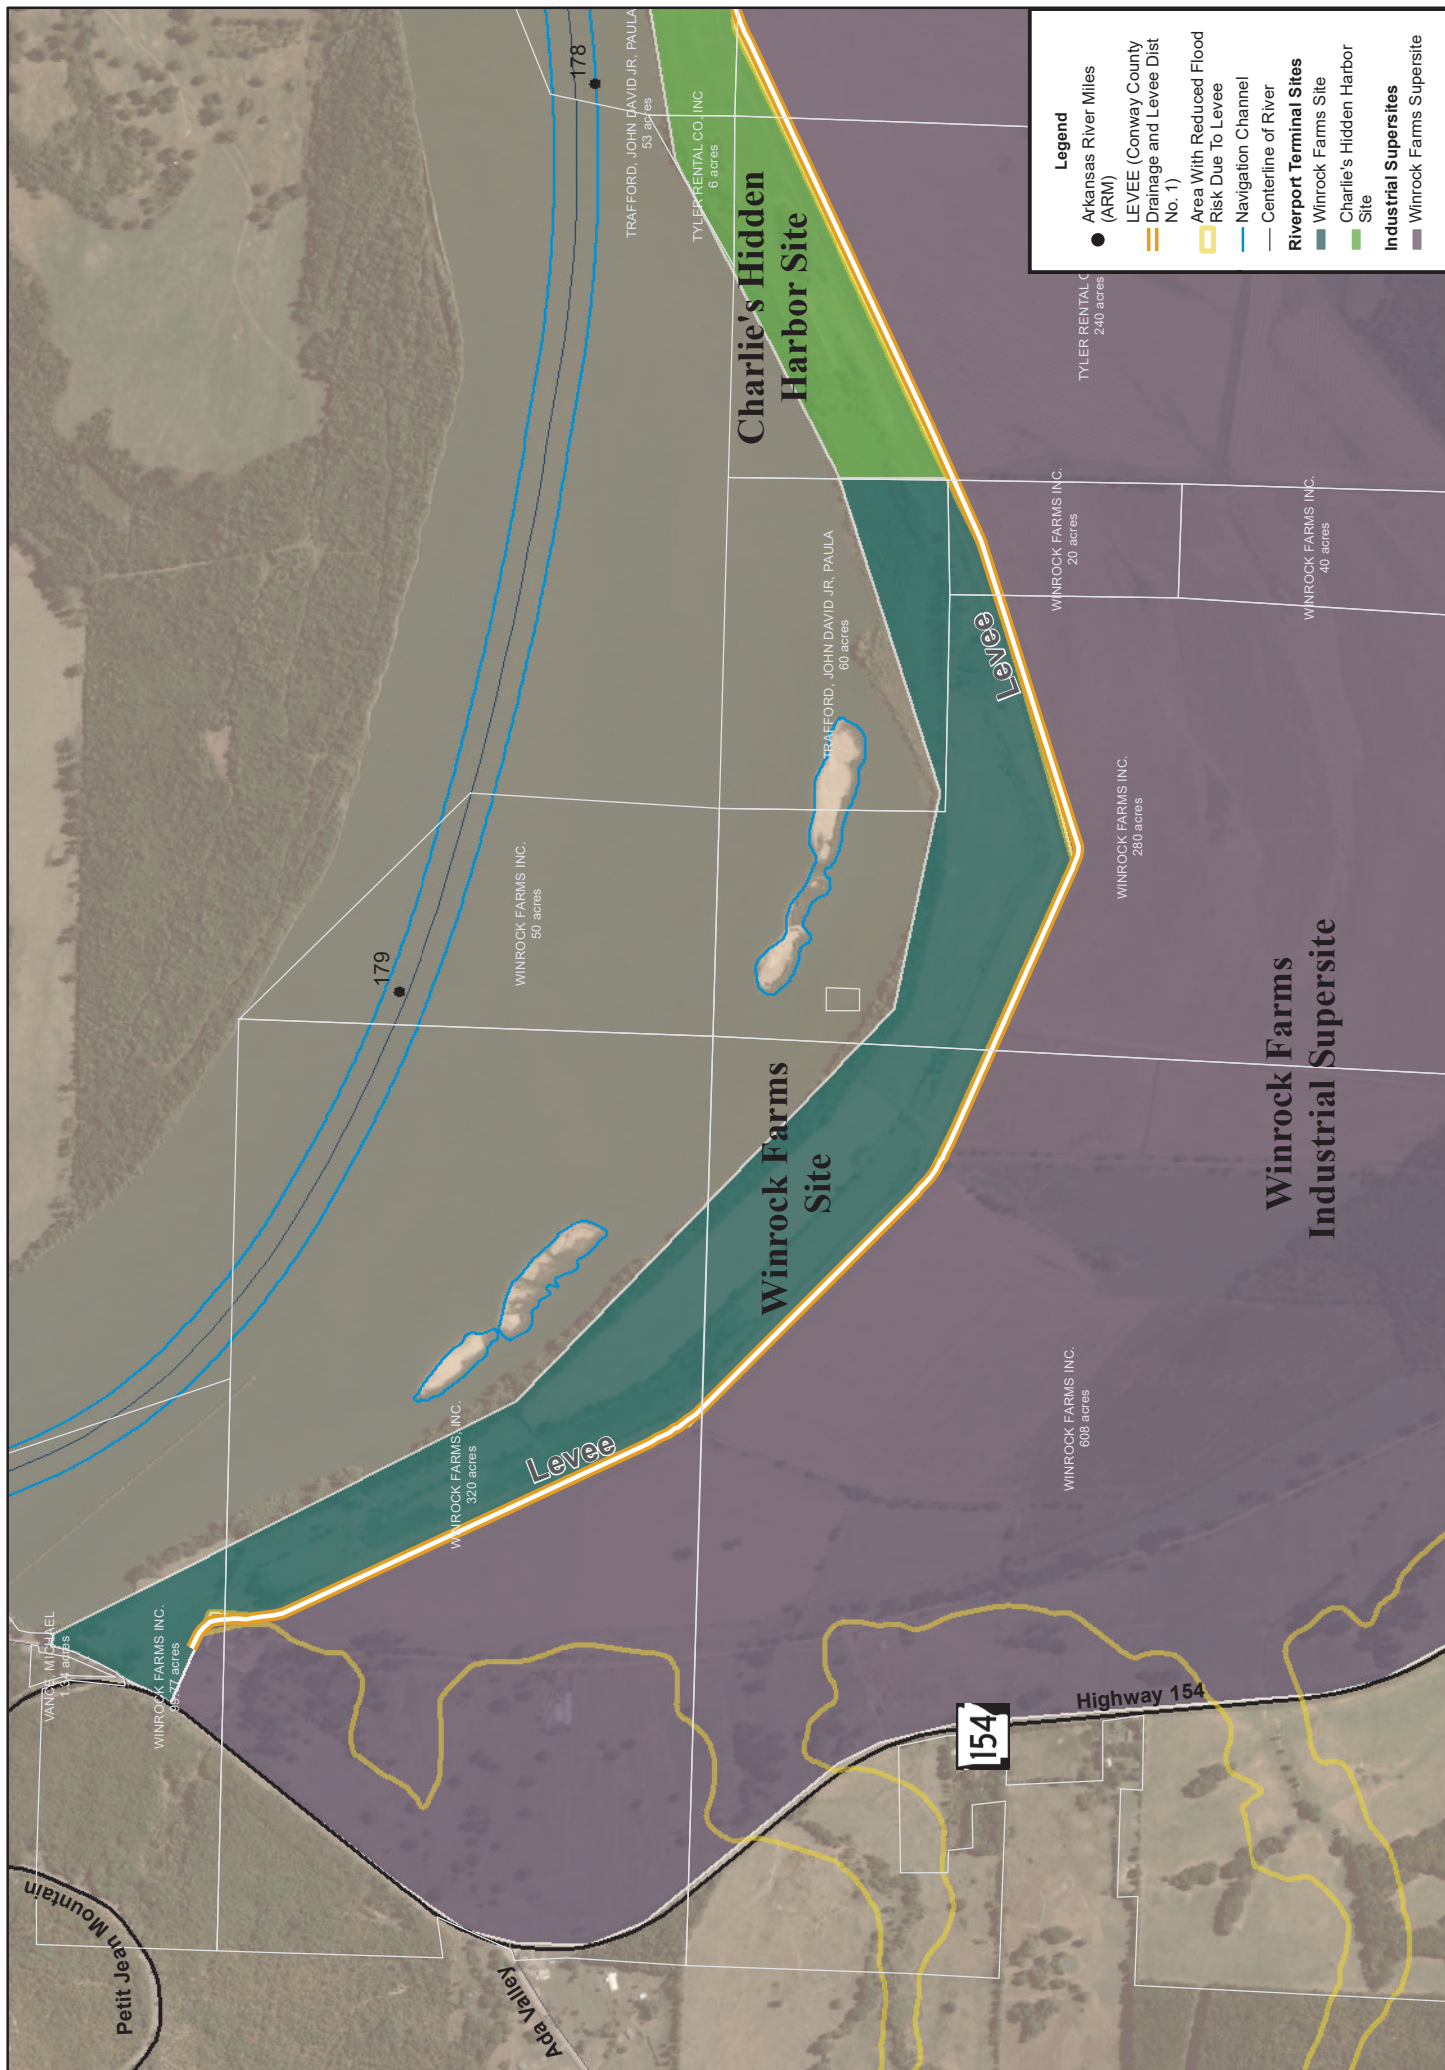 Petit Jean Mountain
Ada Valley
VANCE, MICHAEL
1.34 acres
WINROCK FARMS INC.
99.77 acres
WINROCK FARMS, INC.
320 acres
Levee
Highway 154
154
WINROCK FARMS INC.
608 acres
Winrock Farms
Site
179
WINROCK FARMS INC.
50 acres
Winrock Farms
Industrial Supersite
WINROCK FARMS INC.
280 acres
Levee
TRAFFORD, JOHN DAVID JR, PAULA
60 acres
WINROCK FARMS INC.
20 acres
WINROCK FARMS INC.
40 acres
Charlie's Hidden
Harbor Site
178
TRAFFORD, JOHN DAVID JR, PAULA
53 acres
TYLER RENTAL CO, INC
6 acres
TYLER RENTAL C
240 acres
Legend
Arkansas River Miles
(ARM)
LEVEE (Conway County
Drainage and Levee Dist
No. 1)
Area With Reduced Flood
Risk Due To Levee
Navigation Channel
Centerline of River
Riverport Terminal Sites
Winrock Farms Site
Charlie's Hidden Harbor
Site
Industrial Supersites
Winrock Farms Supersite